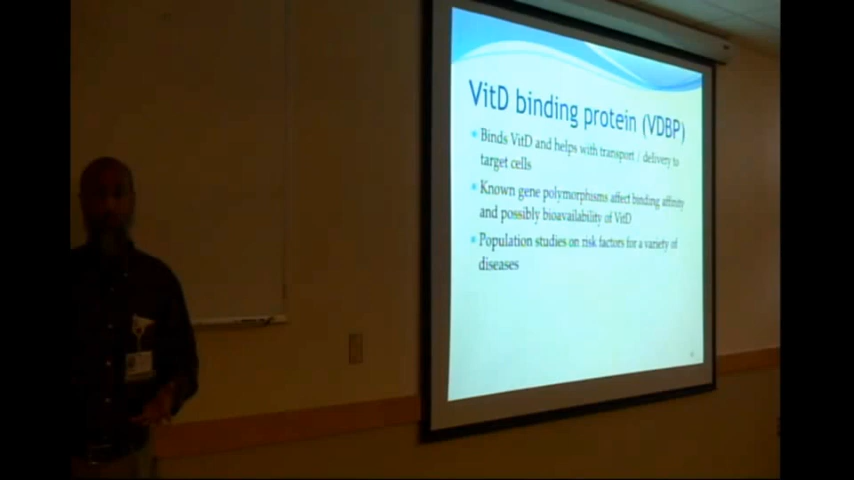 VitD binding protein (VDBP)
Binds VitD and helps with transport / delivery to
target cells
Known gene polymorphisms affect binding affinity
and possibly bioavailability of VitD
Population studies on risk factors for a variety of
diseases